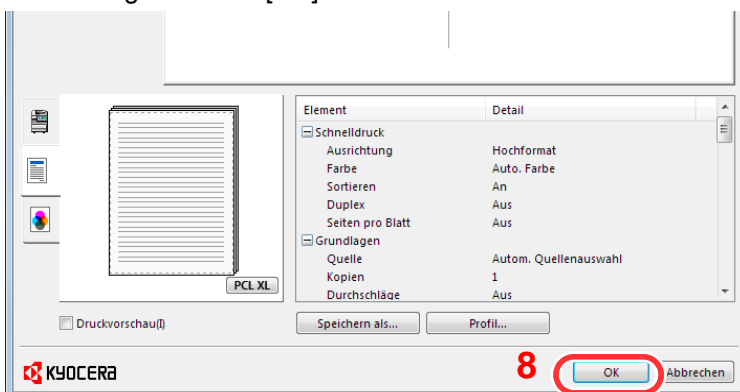 Element Detail
Schnelldruck
Ausrichtung Hochformat
Farbe Auto. Farbe
Sortieren An
Duplex Aus
Seiten pro Blatt Aus
Grundlagen
Quelle Autom. Quellenauswahl
Kopien 1
Durchschläge Aus
PCL XL
Druckvorschau(I)
Speichern als... Profil...
KYOCERA
8
OK Abbrechen